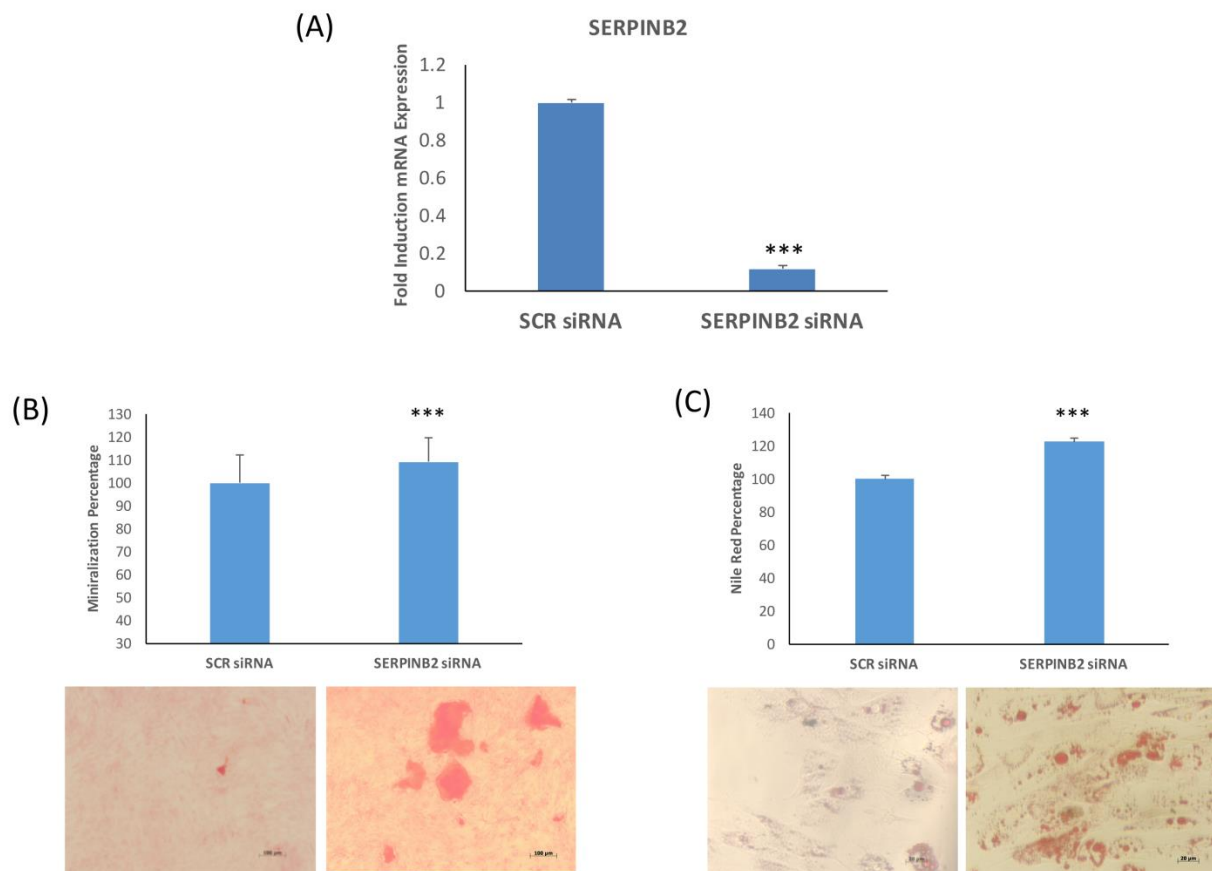 (A)
SERPINB2
Fold Induction mRNA Expression
1.2
1
0.8
0.6
0.4
0.2
0
***
SCR siRNA
SERPINB2 siRNA
(B)
Miniralization Percentage
130
120
110
100
90
80
70
60
50
40
30
***
SCR siRNA
SERPINB2 siRNA
100 µm
100 µm
(C)
Nile Red Percentage
140
120
100
80
60
40
20
0
***
SCR siRNA
SERPINB2 siRNA
20 µm
20 µm